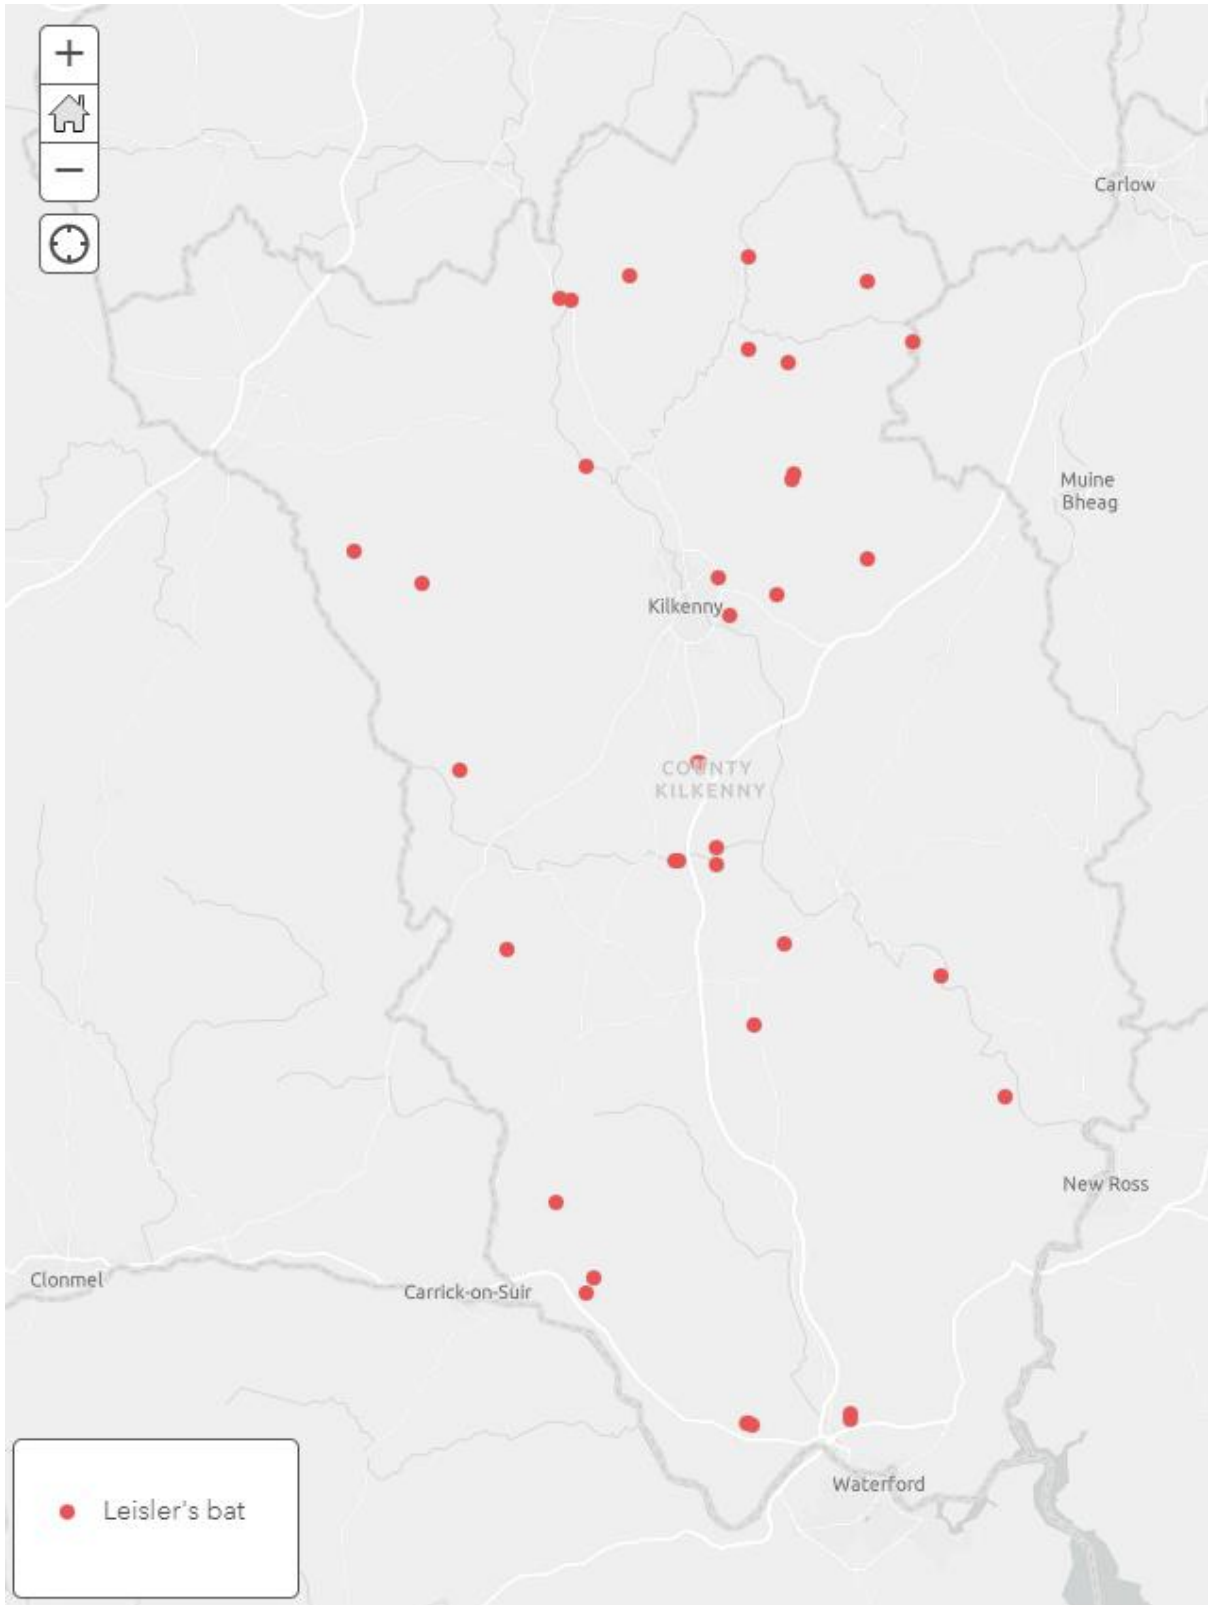 +
−
Carlow
Muine
Bheag
Kilkenny
COUNTY
KILKENNY
New Ross
Clonmel
Carrick-on-Suir
Waterford
Leisler's bat